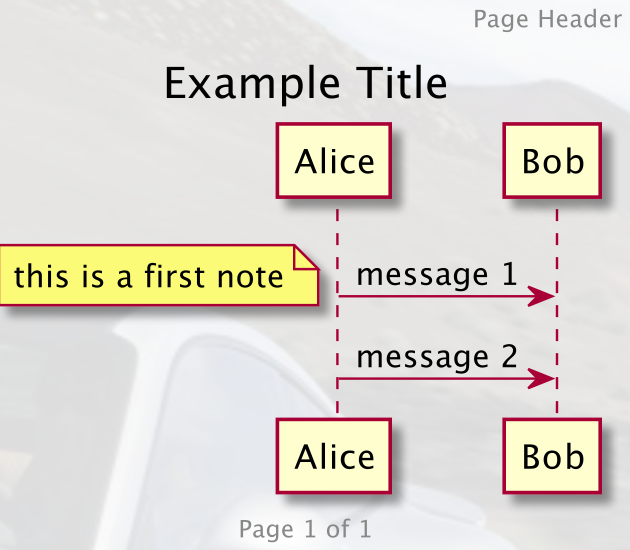 Page Header
Example Title
Alice
Bob
this is a first note
message 1
message 2
Alice
Bob
Page 1 of 1